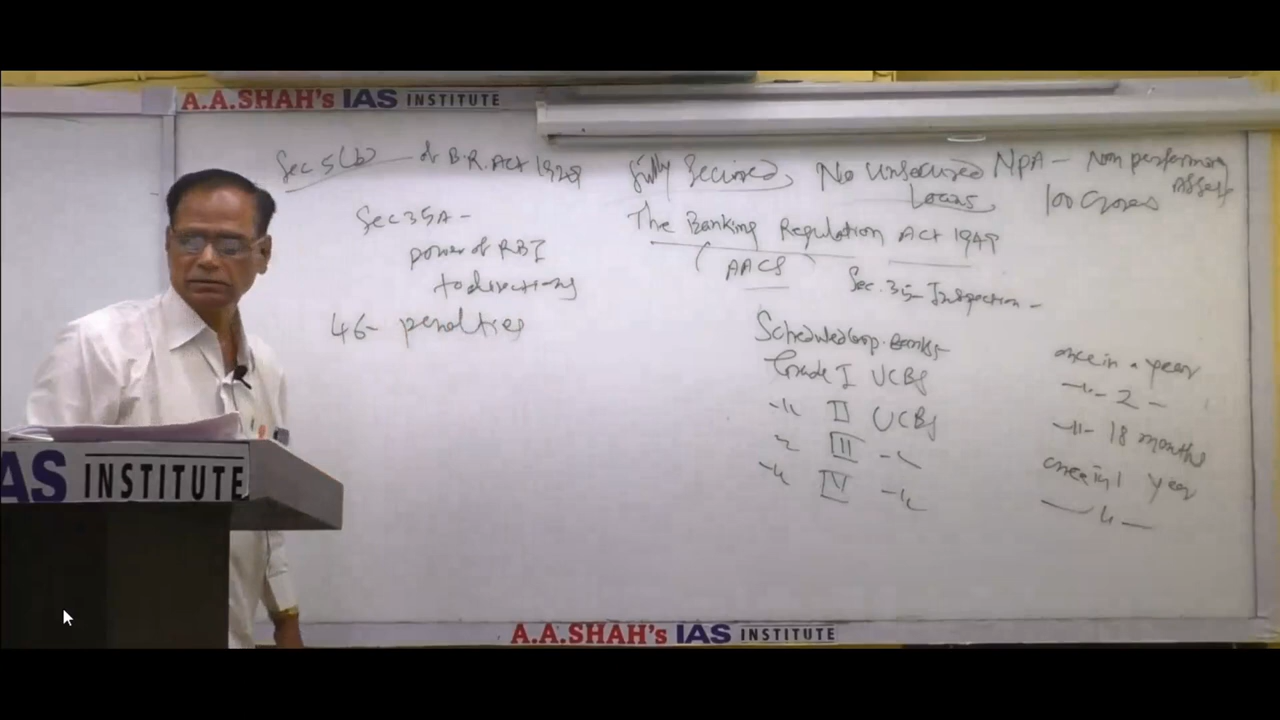 A.A.SHAH's IAS INSTITUTE
Sec 5(b) — of B.R. Act 1949
Sec 35A -
power of RBI
to directions
46 - penalties
fully Secured, No Unsecured Loans,
NPA - Non performing Assets
100 Crores
The Banking Regulation Act 1949
(AACS)
Sec. 35 - Inspection -
Scheduled Coop. Banks - once in a year
Grade I UCBs -"- 2 -
-"- II UCBs -"- 18 months
" III -"- once in 1 year
-"- IV -"- —"—
AS INSTITUTE
A.A.SHAH's IAS INSTITUTE